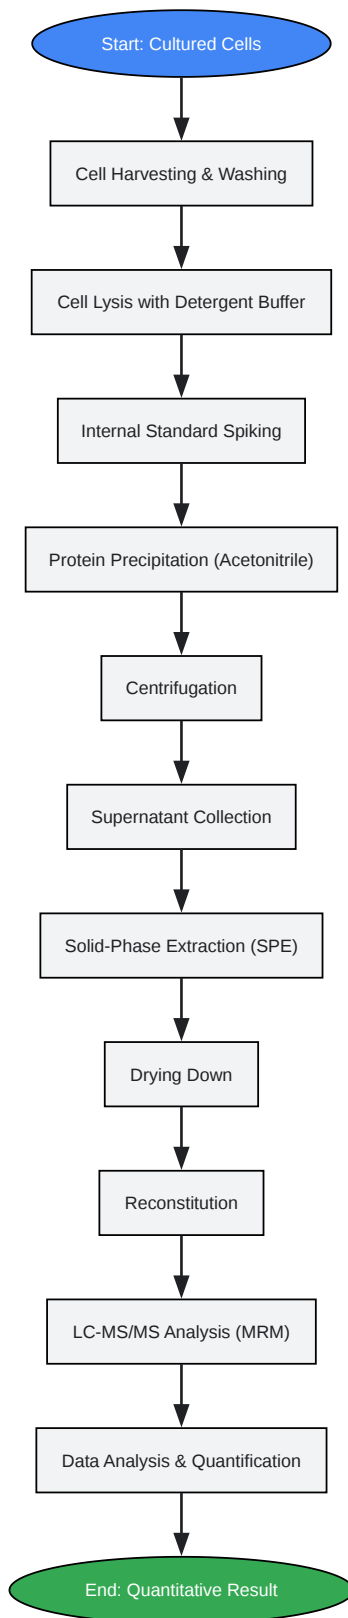 Start: Cultured Cells
Cell Harvesting & Washing
Cell Lysis with Detergent Buffer
Internal Standard Spiking
Protein Precipitation (Acetonitrile)
Centrifugation
Supernatant Collection
Solid-Phase Extraction (SPE)
Drying Down
Reconstitution
LC-MS/MS Analysis (MRM)
Data Analysis & Quantification
End: Quantitative Result